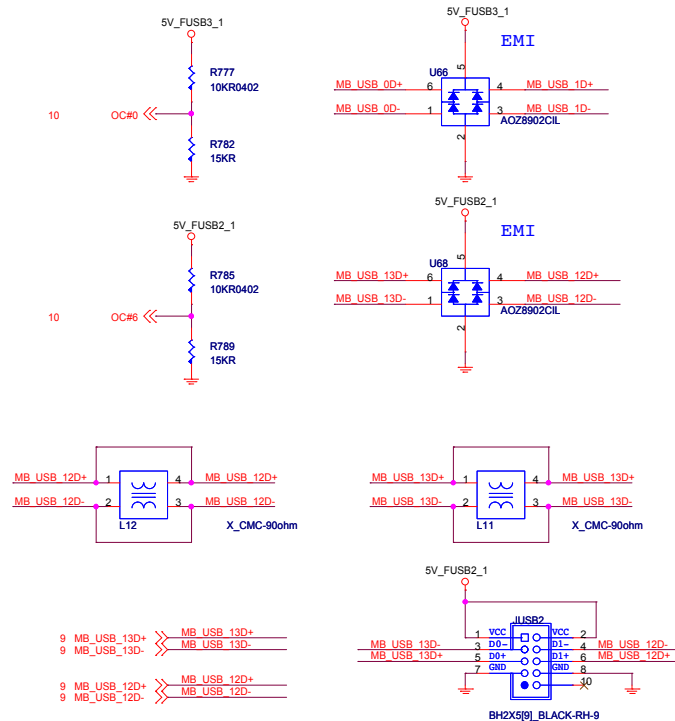 5V_FUSB3_1
R777
10KR0402
10 OC#0
R782
15KR
5V_FUSB3_1
EMI
U66
5
MB_USB_0D+ 6 4 MB_USB_1D+
MB_USB_0D- 1 3 MB_USB_1D-
AOZ8902CIL
2
5V_FUSB2_1
R785
10KR0402
10 OC#6
R789
15KR
5V_FUSB2_1
EMI
U68
5
MB_USB_13D+ 6 4 MB_USB_12D+
MB_USB_13D- 1 3 MB_USB_12D-
AOZ8902CIL
2
MB_USB_12D+ 1 4 MB_USB_12D+
MB_USB_12D- 2 3 MB_USB_12D-
L12 X_CMC-90ohm
MB_USB_13D+ 1 4 MB_USB_13D+
MB_USB_13D- 2 3 MB_USB_13D-
L11 X_CMC-90ohm
9 MB_USB_13D+ MB_USB_13D+
9 MB_USB_13D- MB_USB_13D-
9 MB_USB_12D+ MB_USB_12D+
9 MB_USB_12D- MB_USB_12D-
5V_FUSB2_1
JUSB2
1 VCC VCC 2
MB_USB_13D- 3 D0- D1- 4 MB_USB_12D-
MB_USB_13D+ 5 D0+ D1+ 6 MB_USB_12D+
7 GND GND 8
10
BH2X5[9]_BLACK-RH-9